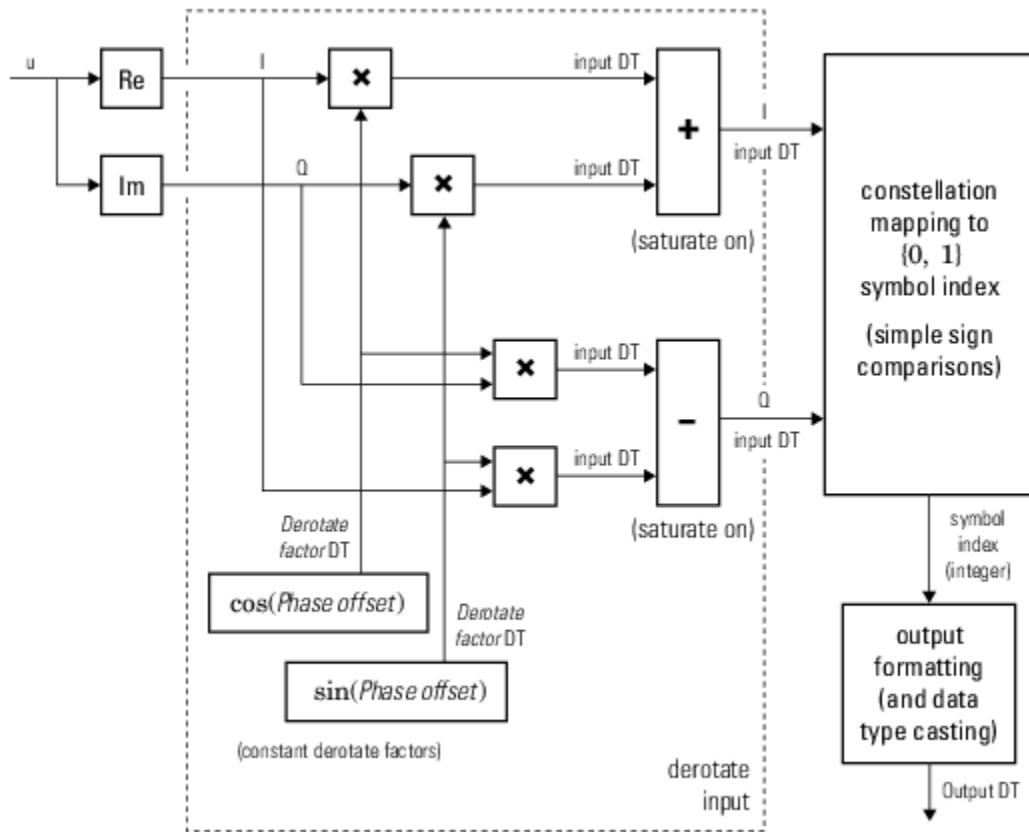 u
Re
I
×
input DT
+
I
input DT
Im
Q
×
input DT
(saturate on)
constellation
mapping to
{0, 1}
symbol index
(simple sign
comparisons)
×
input DT
−
Q
input DT
×
input DT
(saturate on)
Derotate
factor DT
cos(Phase offset)
Derotate
factor DT
sin(Phase offset)
(constant derotate factors)
derotate
input
symbol
index
(integer)
output
formatting
(and data
type casting)
Output DT